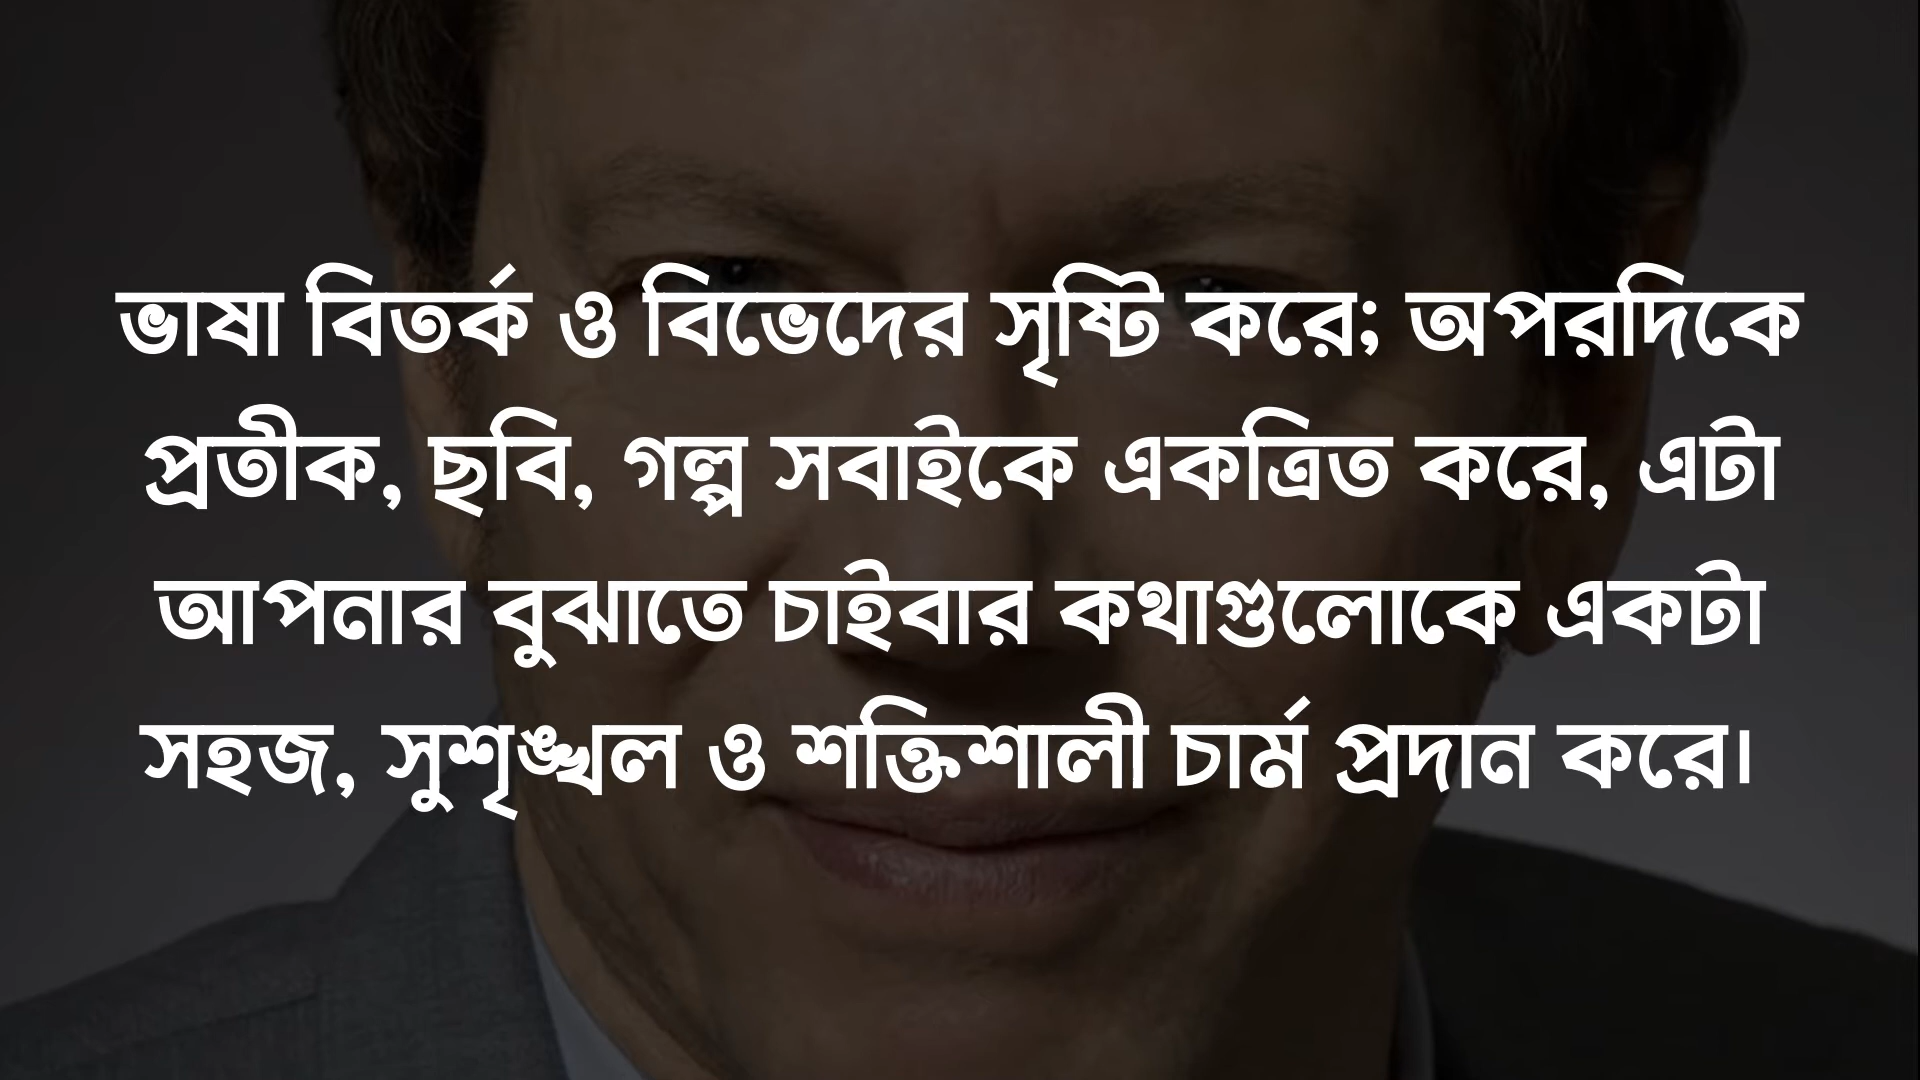 ভাষা বিতর্ক ও বিভেদের সৃষ্টি করে; অপরদিকে
প্রতীক, ছবি, গল্প সবাইকে একত্রিত করে, এটা
আপনার বুঝাতে চাইবার কথাগুলোকে একটা
সহজ, সুশৃঙ্খল ও শক্তিশালী চার্ম প্রদান করে।